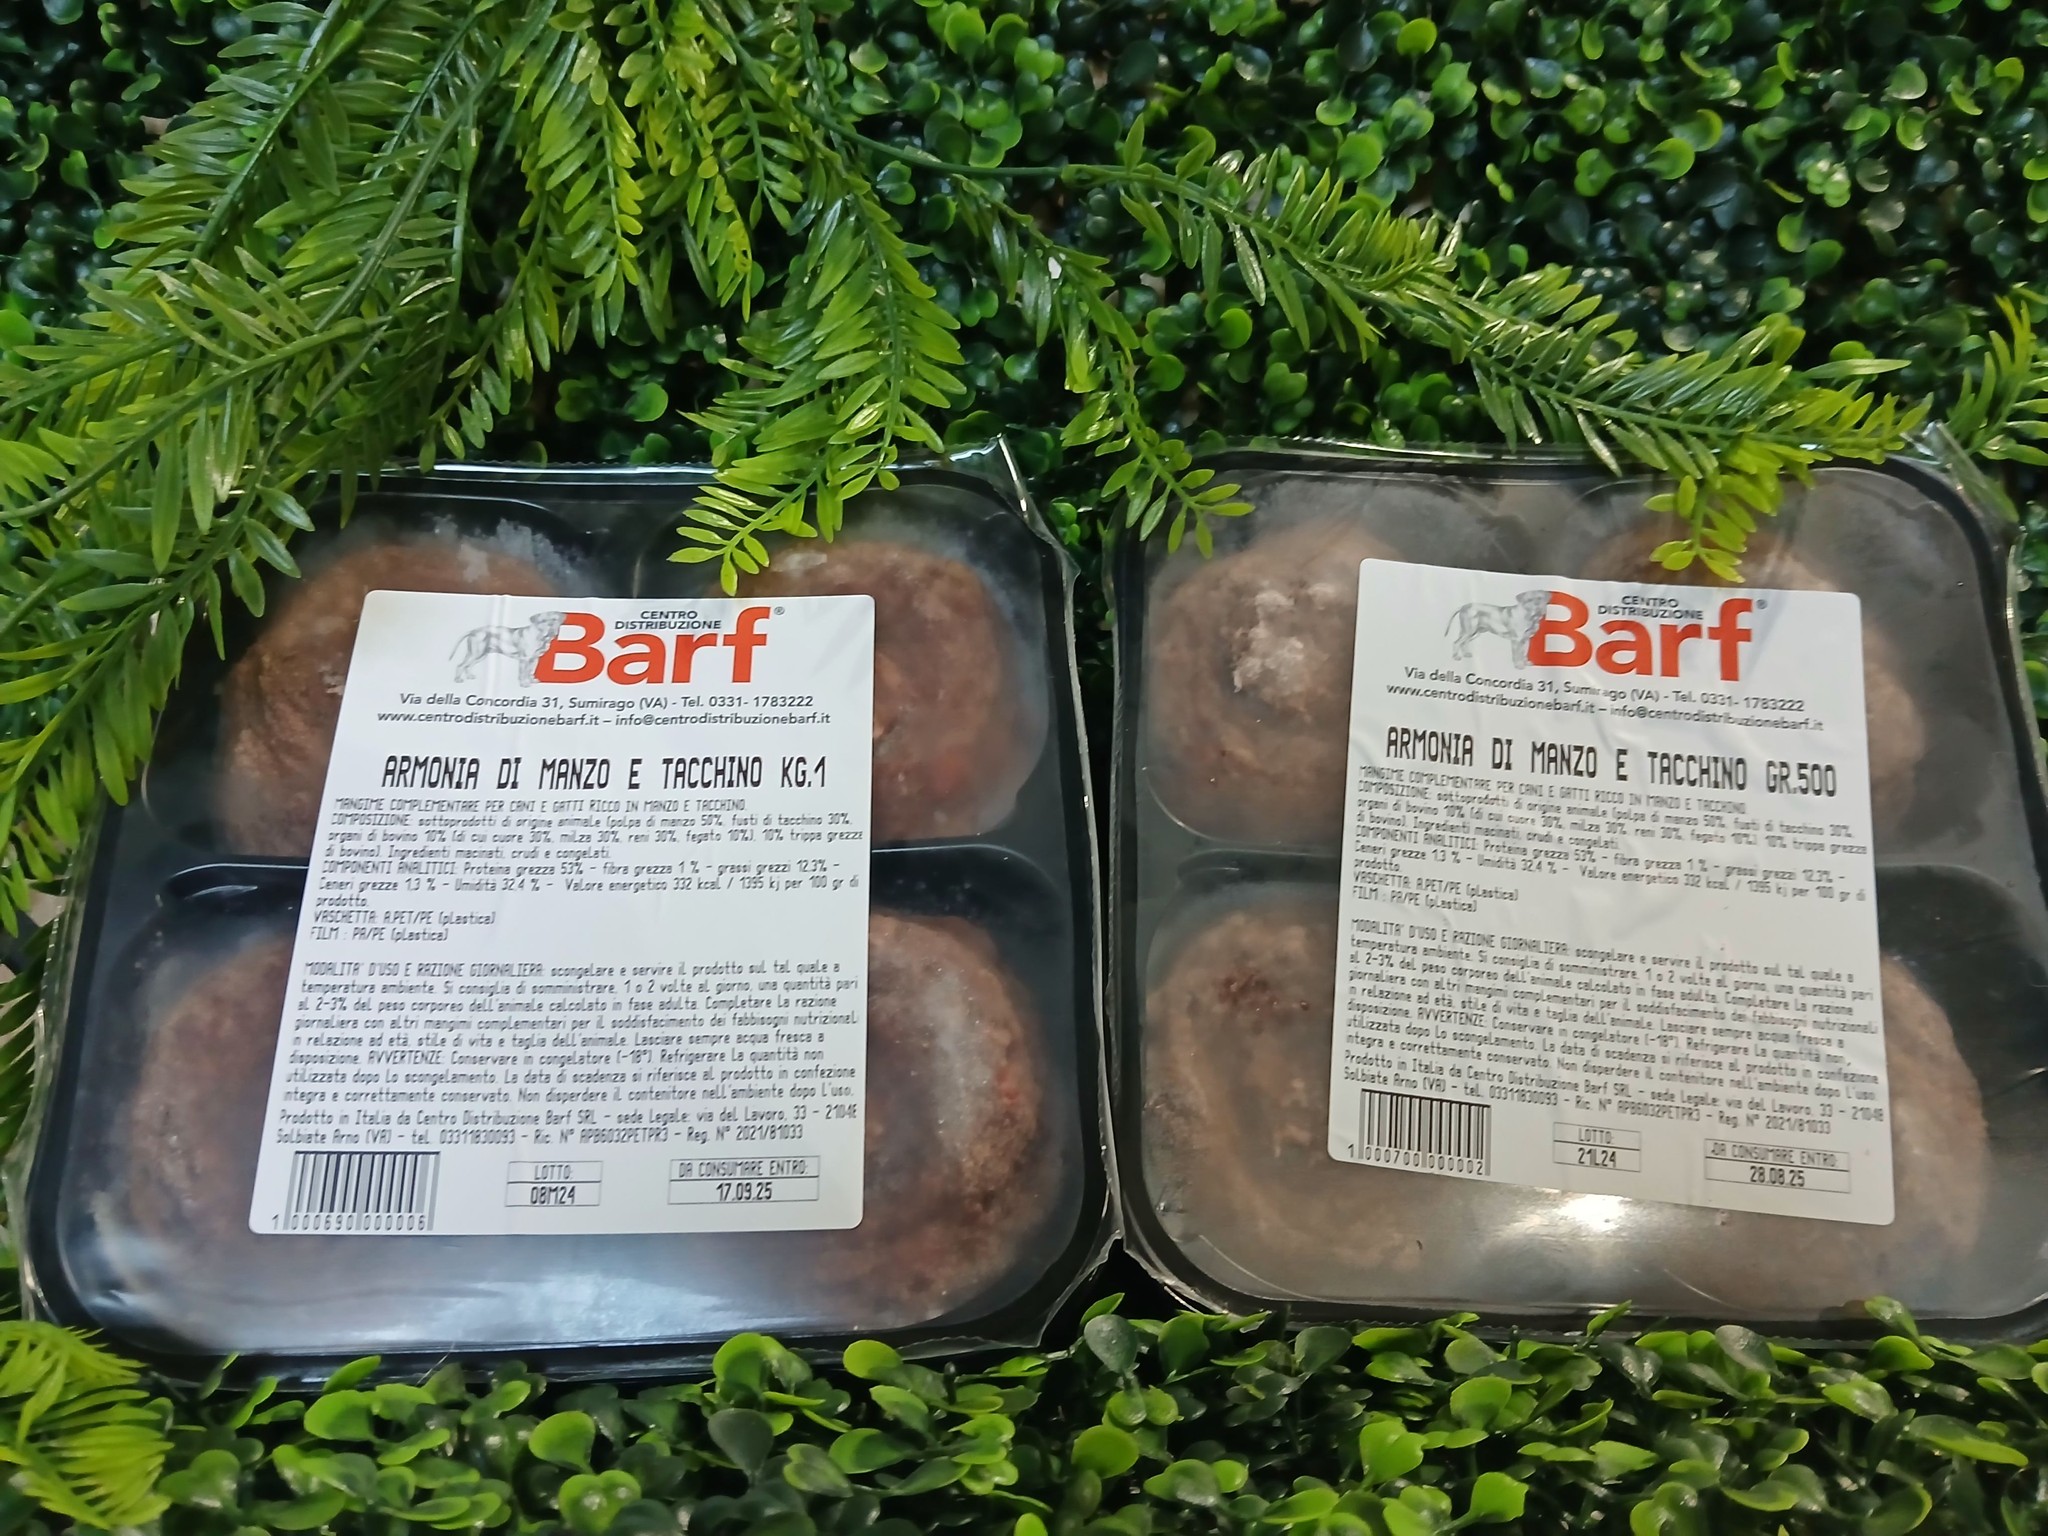 CENTRO
DISTRIBUZIONE
Barf®
Via della Concordia 31, Sumirago (VA) - Tel. 0331- 1783222
www.centrodistribuzionebarf.it – info@centrodistribuzionebarf.it
ARMONIA DI MANZO E TACCHINO KG.1
MANGIME COMPLEMENTARE PER CANI E GATTI RICCO IN MANZO E TACCHINO.
COMPOSIZIONE: sottoprodotti di origine animale (polpa di manzo 50%, fusti di tacchino 30%,
organi di bovino 10% (di cui cuore 30%, milza 30%, reni 30%, fegato 10%), 10% trippa grezza
di bovino). Ingredienti macinati, crudi e congelati.
COMPONENTI ANALITICI: Proteina grezza 53% - fibra grezza 1 % - grassi grezzi 12.3% -
Ceneri grezze 1.3 % - Umidità 32.4 % - Valore energetico 332 kcal / 1395 kj per 100 gr di
prodotto.
VASCHETTA: A.PET/PE (plastica)
FILM : PA/PE (plastica)
MODALITA' D'USO E RAZIONE GIORNALIERA: scongelare e servire il prodotto sul tal quale a
temperatura ambiente. Si consiglia di somministrare, 1 o 2 volte al giorno, una quantità pari
al 2-3% del peso corporeo dell'animale calcolato in fase adulta. Completare la razione
giornaliera con altri mangimi complementari per il soddisfacimento dei fabbisogni nutrizionali
in relazione ad età, stile di vita e taglia dell'animale. Lasciare sempre acqua fresca a
disposizione. AVVERTENZE: Conservare in congelatore (-18°) Refrigerare la quantità non
utilizzata dopo lo scongelamento. La data di scadenza si riferisce al prodotto in confezione
ntegra e correttamente conservato. Non disperdere il contenitore nell'ambiente dopo l'uso.
Prodotto in Italia da Centro Distribuzione Barf SRL - sede legale: via del Lavoro, 33 - 21048
Solbiate Arno (VA) - tel. 03311830093 - Ric. N° APB6032PETPR3 - Reg. N° 2021/81033
1 000690 000006
LOTTO:
08M24
DA CONSUMARE ENTRO:
17.09.25
CENTRO
DISTRIBUZIONE
Barf®
Via della Concordia 31, Sumirago (VA) - Tel. 0331- 1783222
www.centrodistribuzionebarf.it – info@centrodistribuzionebarf.it
ARMONIA DI MANZO E TACCHINO GR.500
MANGIME COMPLEMENTARE PER CANI E GATTI RICCO IN MANZO E TACCHINO.
COMPOSIZIONE: sottoprodotti di origine animale (polpa di manzo 50%, fusti di tacchino 30%,
organi di bovino 10% (di cui cuore 30%, milza 30%, reni 30%, fegato 10%), 10% trippa grezza
di bovino). Ingredienti macinati, crudi e congelati.
COMPONENTI ANALITICI: Proteina grezza 53% - fibra grezza 1 % - grassi grezzi 12.3% -
Ceneri grezze 1.3 % - Umidità 32.4 % - Valore energetico 332 kcal / 1395 kj per 100 gr di
prodotto.
VASCHETTA: A.PET/PE (plastica)
FILM : PA/PE (plastica)
MODALITA' D'USO E RAZIONE GIORNALIERA: scongelare e servire il prodotto sul tal quale a
temperatura ambiente. Si consiglia di somministrare, 1 o 2 volte al giorno, una quantità pari
al 2-3% del peso corporeo dell'animale calcolato in fase adulta. Completare la razione
giornaliera con altri mangimi complementari per il soddisfacimento dei fabbisogni nutrizionali
in relazione ad età, stile di vita e taglia dell'animale. Lasciare sempre acqua fresca a
disposizione. AVVERTENZE: Conservare in congelatore (-18°) Refrigerare la quantità non
utilizzata dopo lo scongelamento. La data di scadenza si riferisce al prodotto in confezione
integra e correttamente conservato. Non disperdere il contenitore nell'ambiente dopo l'uso.
Prodotto in Italia da Centro Distribuzione Barf SRL - sede legale: via del Lavoro, 33 - 21048
Solbiate Arno (VA) - tel. 03311830093 - Ric. N° APB6032PETPR3 - Reg. N° 2021/81033
1 000700 000002
LOTTO:
21L24
DA CONSUMARE ENTRO:
28.08.25